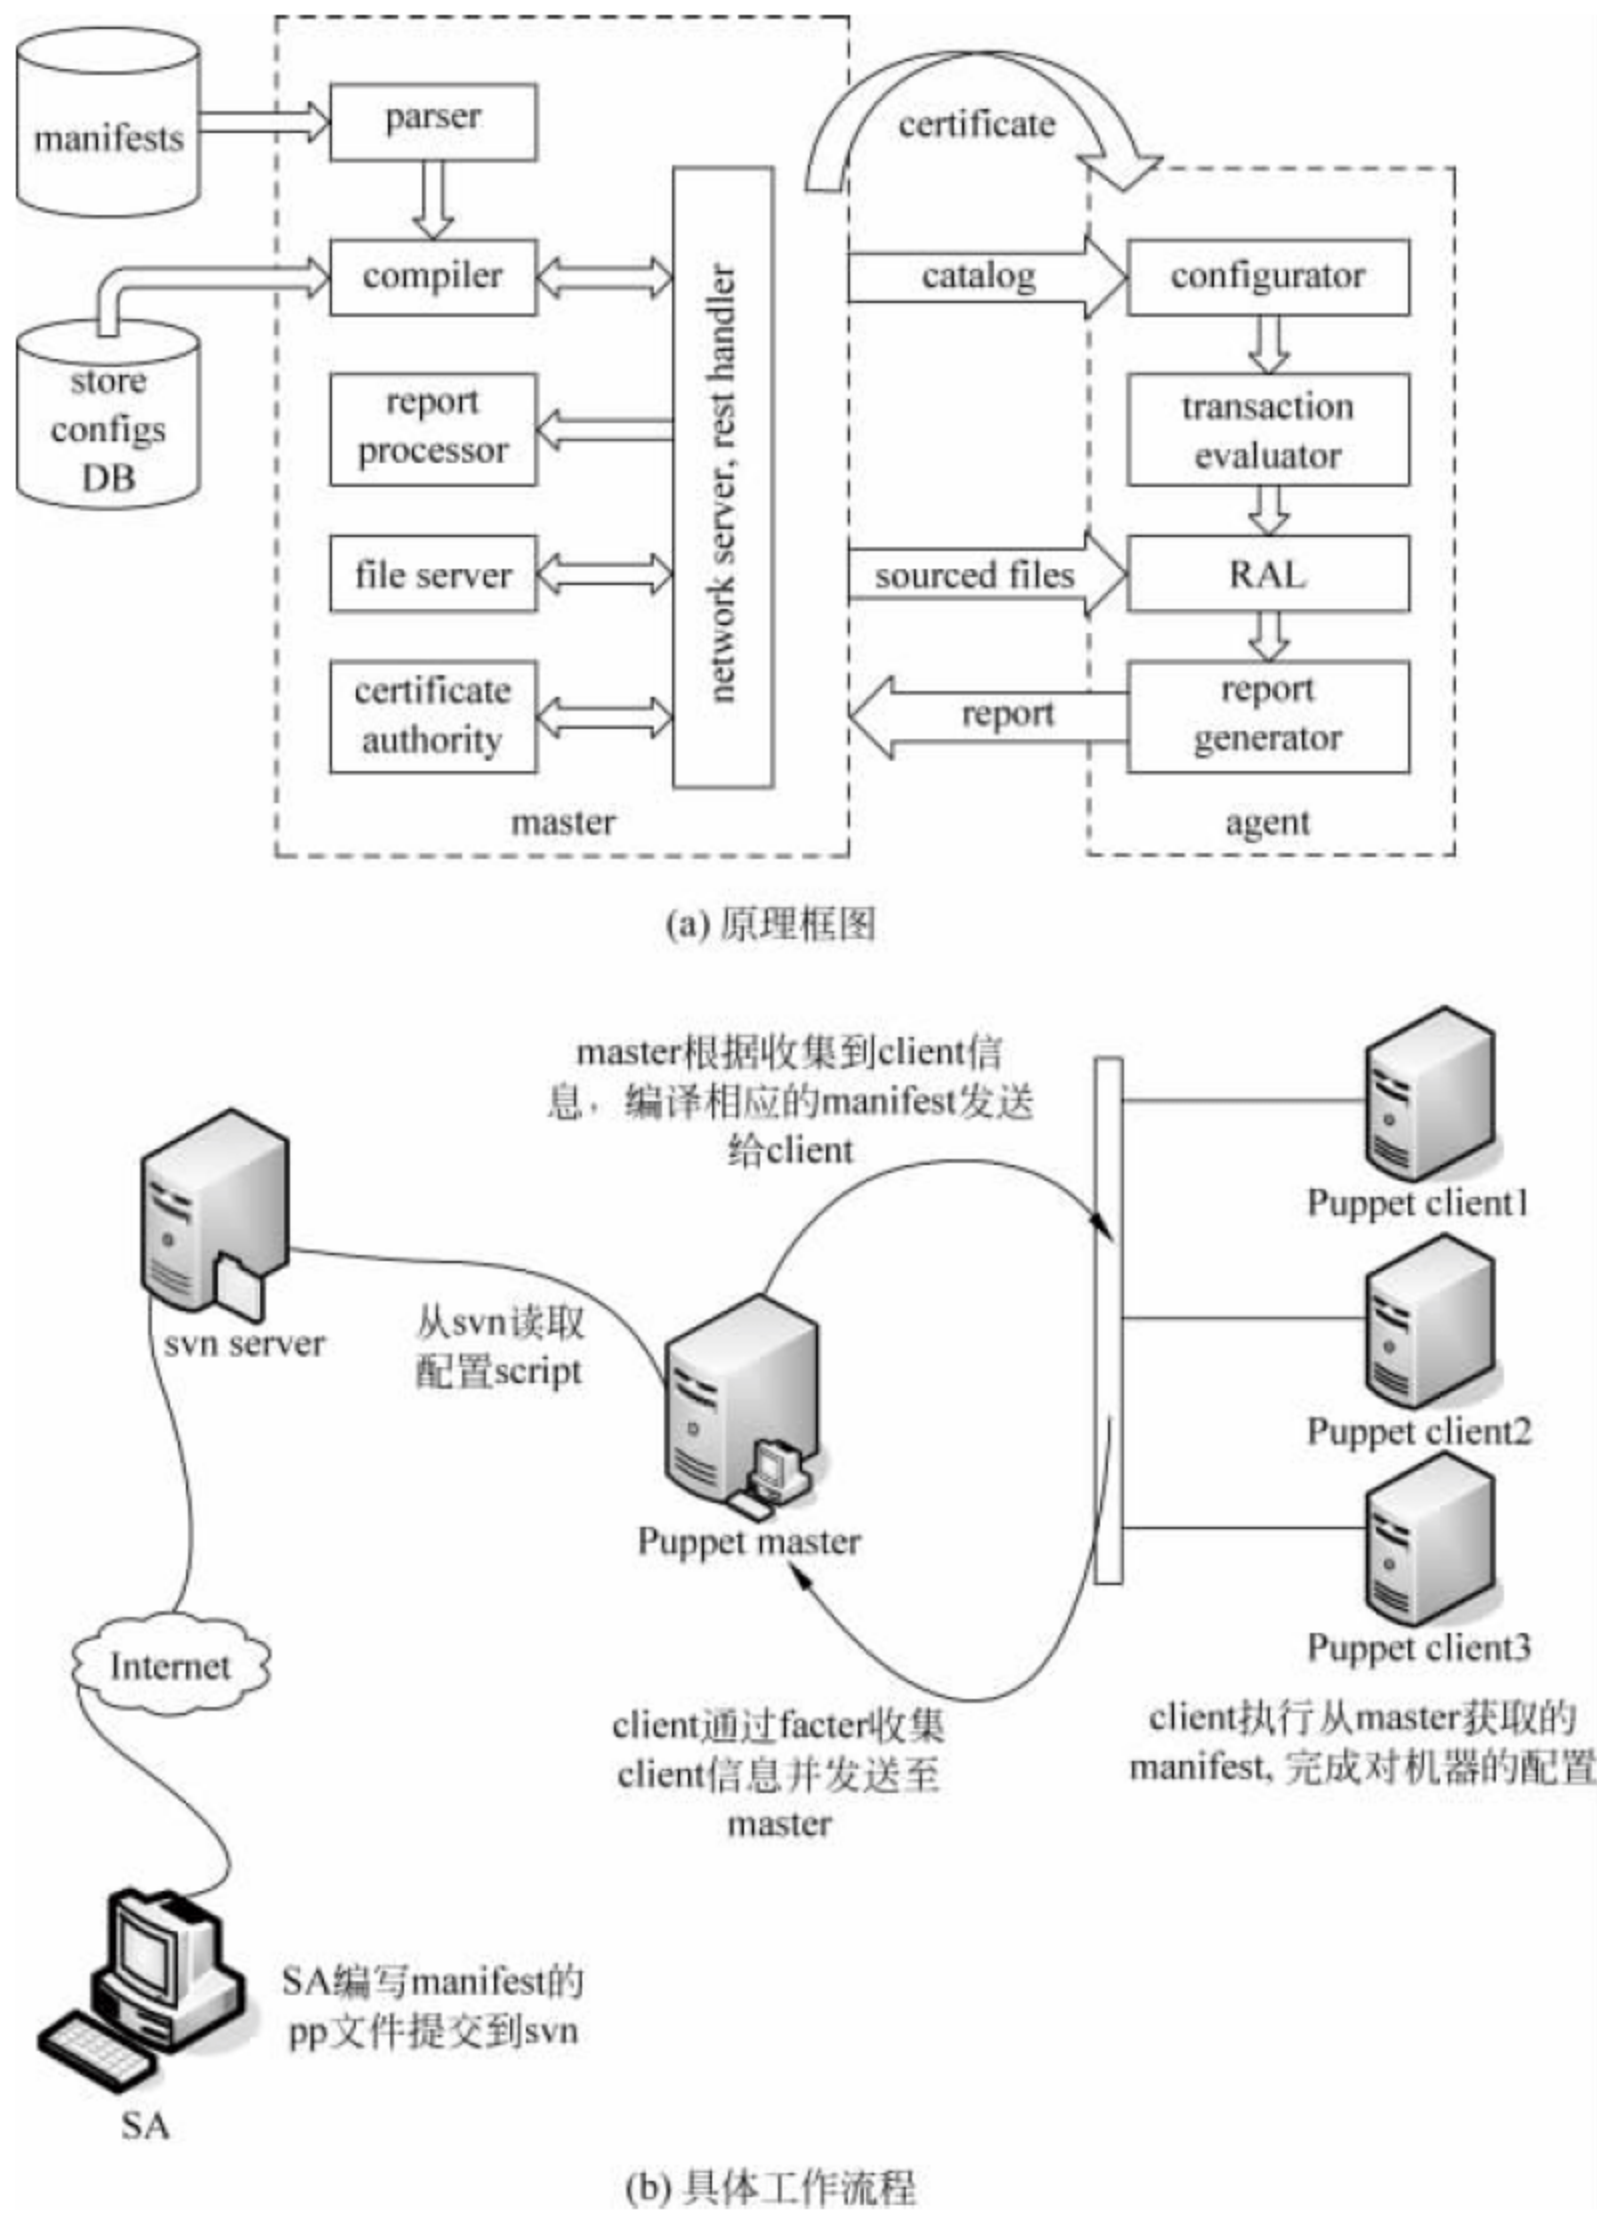 manifests
parser
certificate
compiler
catalog
configurator
store
configs
DB
report
processor
network server, rest handler
transaction
evaluator
file server
sourced files
RAL
certificate
authority
report
report
generator
master
agent
(a) 原理框图
master根据收集到client信
息，编译相应的manifest发送
给client
Puppet client1
svn server
从svn读取
配置script
Puppet client2
Puppet master
Puppet client3
Internet
client通过facter收集
client信息并发送至
master
client执行从master获取的
manifest, 完成对机器的配置
SA编写manifest的
pp文件提交到svn
SA
(b) 具体工作流程